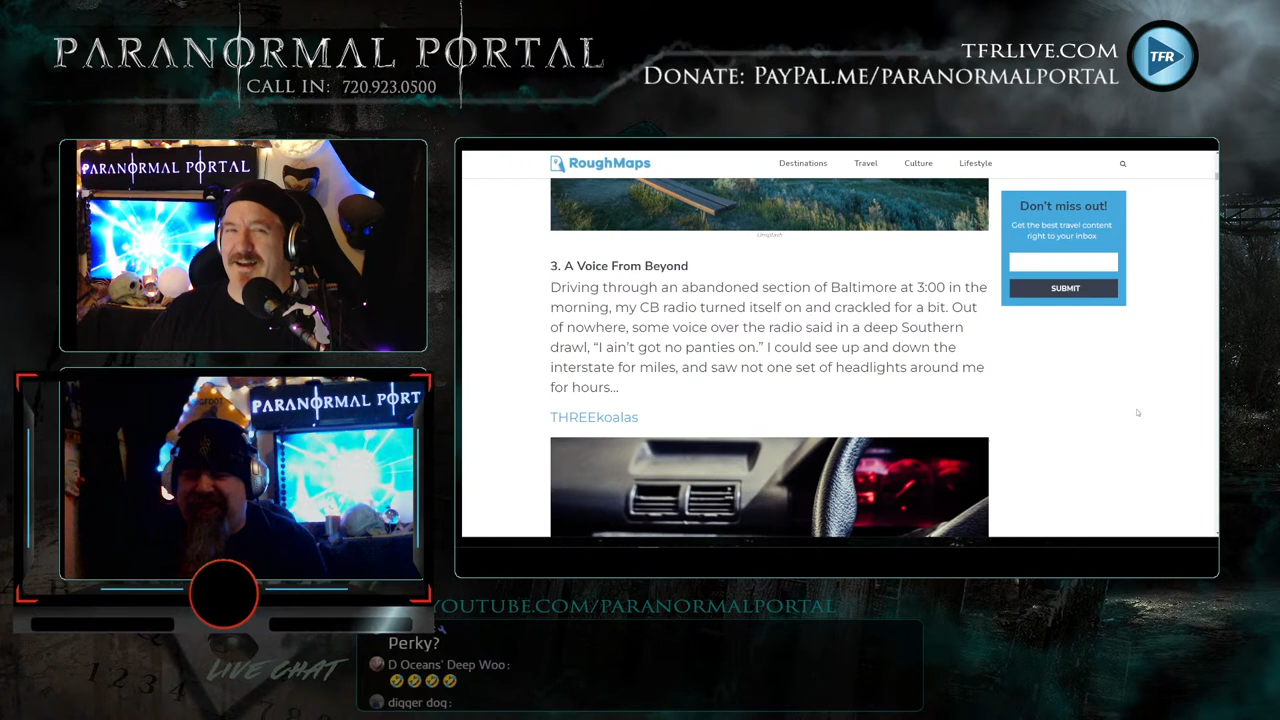 PARANORMAL PORTAL
CALL IN: 720.923.0500
TFRLIVE.COM
DONATE: PAYPAL.ME/PARANORMALPORTAL
TFR
PARANORMAL PORTAL
PARANORMAL PORT
RoughMaps
Destinations
Travel
Culture
Lifestyle
Unsplash
3. A Voice From Beyond
Driving through an abandoned section of Baltimore at 3:00 in the
morning, my CB radio turned itself on and crackled for a bit. Out
of nowhere, some voice over the radio said in a deep Southern
drawl, “I ain’t got no panties on.” I could see up and down the
interstate for miles, and saw not one set of headlights around me
for hours...
THREEkoalas
Don’t miss out!
Get the best travel content
right to your inbox
SUBMIT
YOUTUBE.COM/PARANORMALPORTAL
LIVE CHAT
Perky?
D Oceans' Deep Woo:
🤣🤣🤣🤣
digger dog:
1 2 3 4